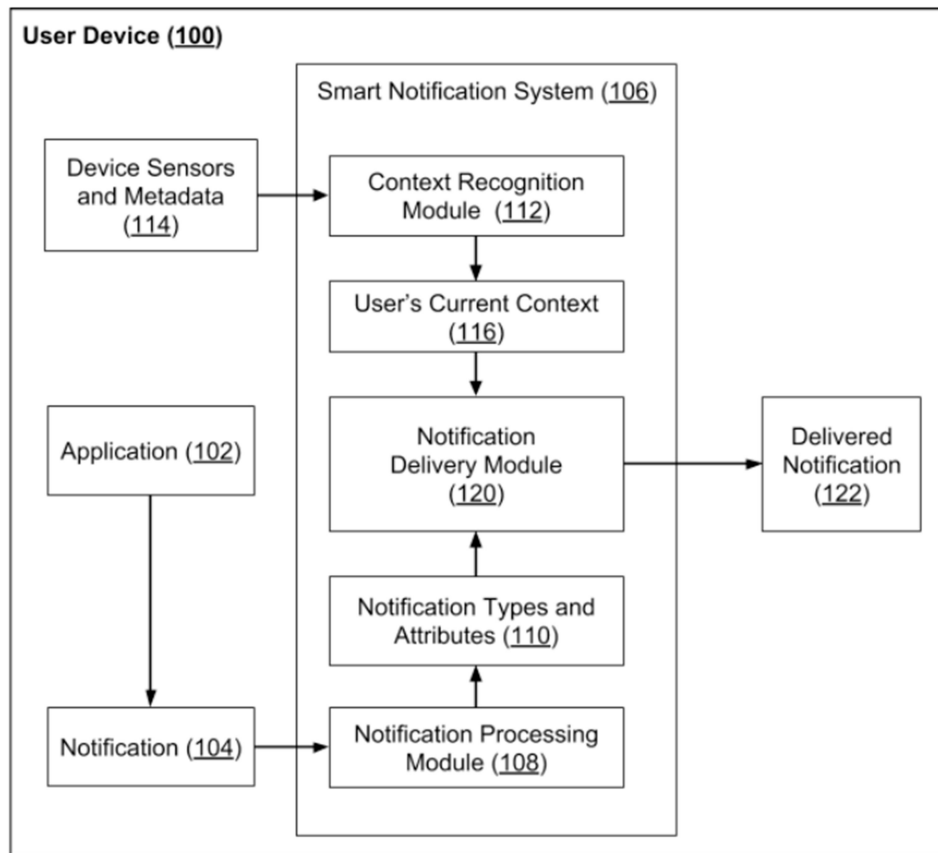 User Device (100)
Smart Notification System (106)
Device Sensors
and Metadata
(114)
Context Recognition
Module (112)
User’s Current Context
(116)
Application (102)
Notification
Delivery Module
(120)
Delivered
Notification
(122)
Notification Types and
Attributes (110)
Notification (104)
Notification Processing
Module (108)